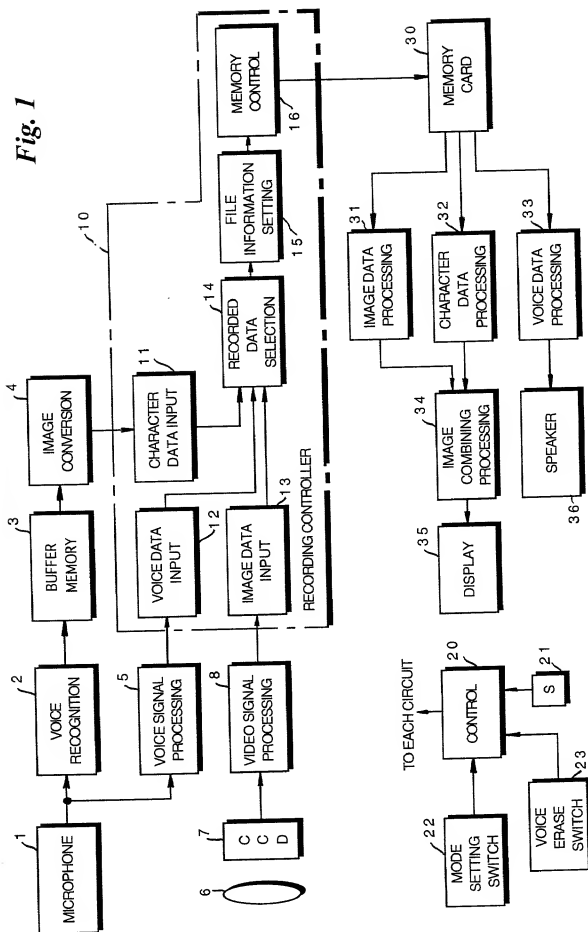 Fig. 1
1
MICROPHONE
2
VOICE
RECOGNITION
3
BUFFER
MEMORY
4
IMAGE
CONVERSION
5
VOICE SIGNAL
PROCESSING
6
7
C
C
D
8
VIDEO SIGNAL
PROCESSING
10
11
CHARACTER
DATA INPUT
12
VOICE DATA
INPUT
13
IMAGE DATA
INPUT
14
RECORDED
DATA
SELECTION
15
FILE
INFORMATION
SETTING
16
MEMORY
CONTROL
RECORDING CONTROLLER
TO EACH CIRCUIT
20
CONTROL
21
S
22
MODE
SETTING
SWITCH
23
VOICE
ERASE
SWITCH
30
MEMORY
CARD
31
IMAGE DATA
PROCESSING
32
CHARACTER
DATA
PROCESSING
33
VOICE DATA
PROCESSING
34
IMAGE
COMBINING
PROCESSING
35
DISPLAY
36
SPEAKER